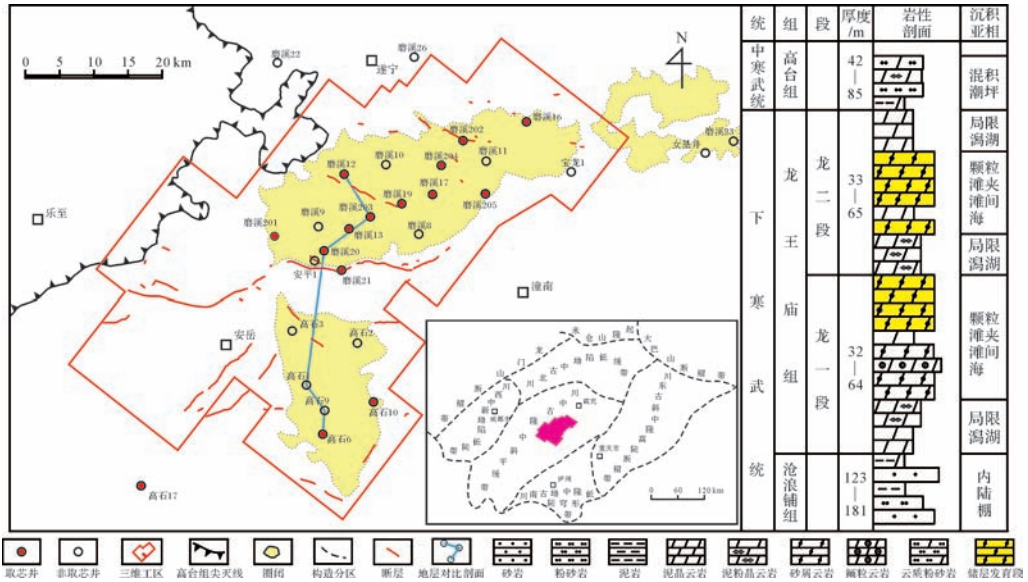 0 5 10 15 20 km
N
磨溪22
磨溪26
遂宁
磨溪16
磨溪202
磨溪33
女基井
磨溪11
磨溪10
磨溪12
磨溪204
宝龙1
磨溪17
磨溪19
磨溪205
磨溪203
磨溪9
磨溪13
磨溪8
磨溪201
磨溪20
安平1
磨溪21
乐至
潼南
安岳
高石3
高石2
高石
高石9
高石10
高石6
高石17
成都市
重庆市
泸州
0 60 120 km
统 组 段 厚度/m 岩性剖面 沉积亚相
中寒武统
高台组
42—85
混积潮坪
下寒武统
龙王庙组
龙二段
33—65
局限潟湖
颗粒滩夹滩间海
局限潟湖
龙一段
32—64
颗粒滩夹滩间海
局限潟湖
沧浪铺组
123—181
内陆棚
取芯井 非取芯井 三维工区 高台组尖灭线 圈闭 构造分区 断层 地层对比剖面 砂岩 粉砂岩 泥岩 泥晶云岩 泥粉晶云岩 砂屑云岩 鲕粒云岩 云质粉砂岩 储层发育段